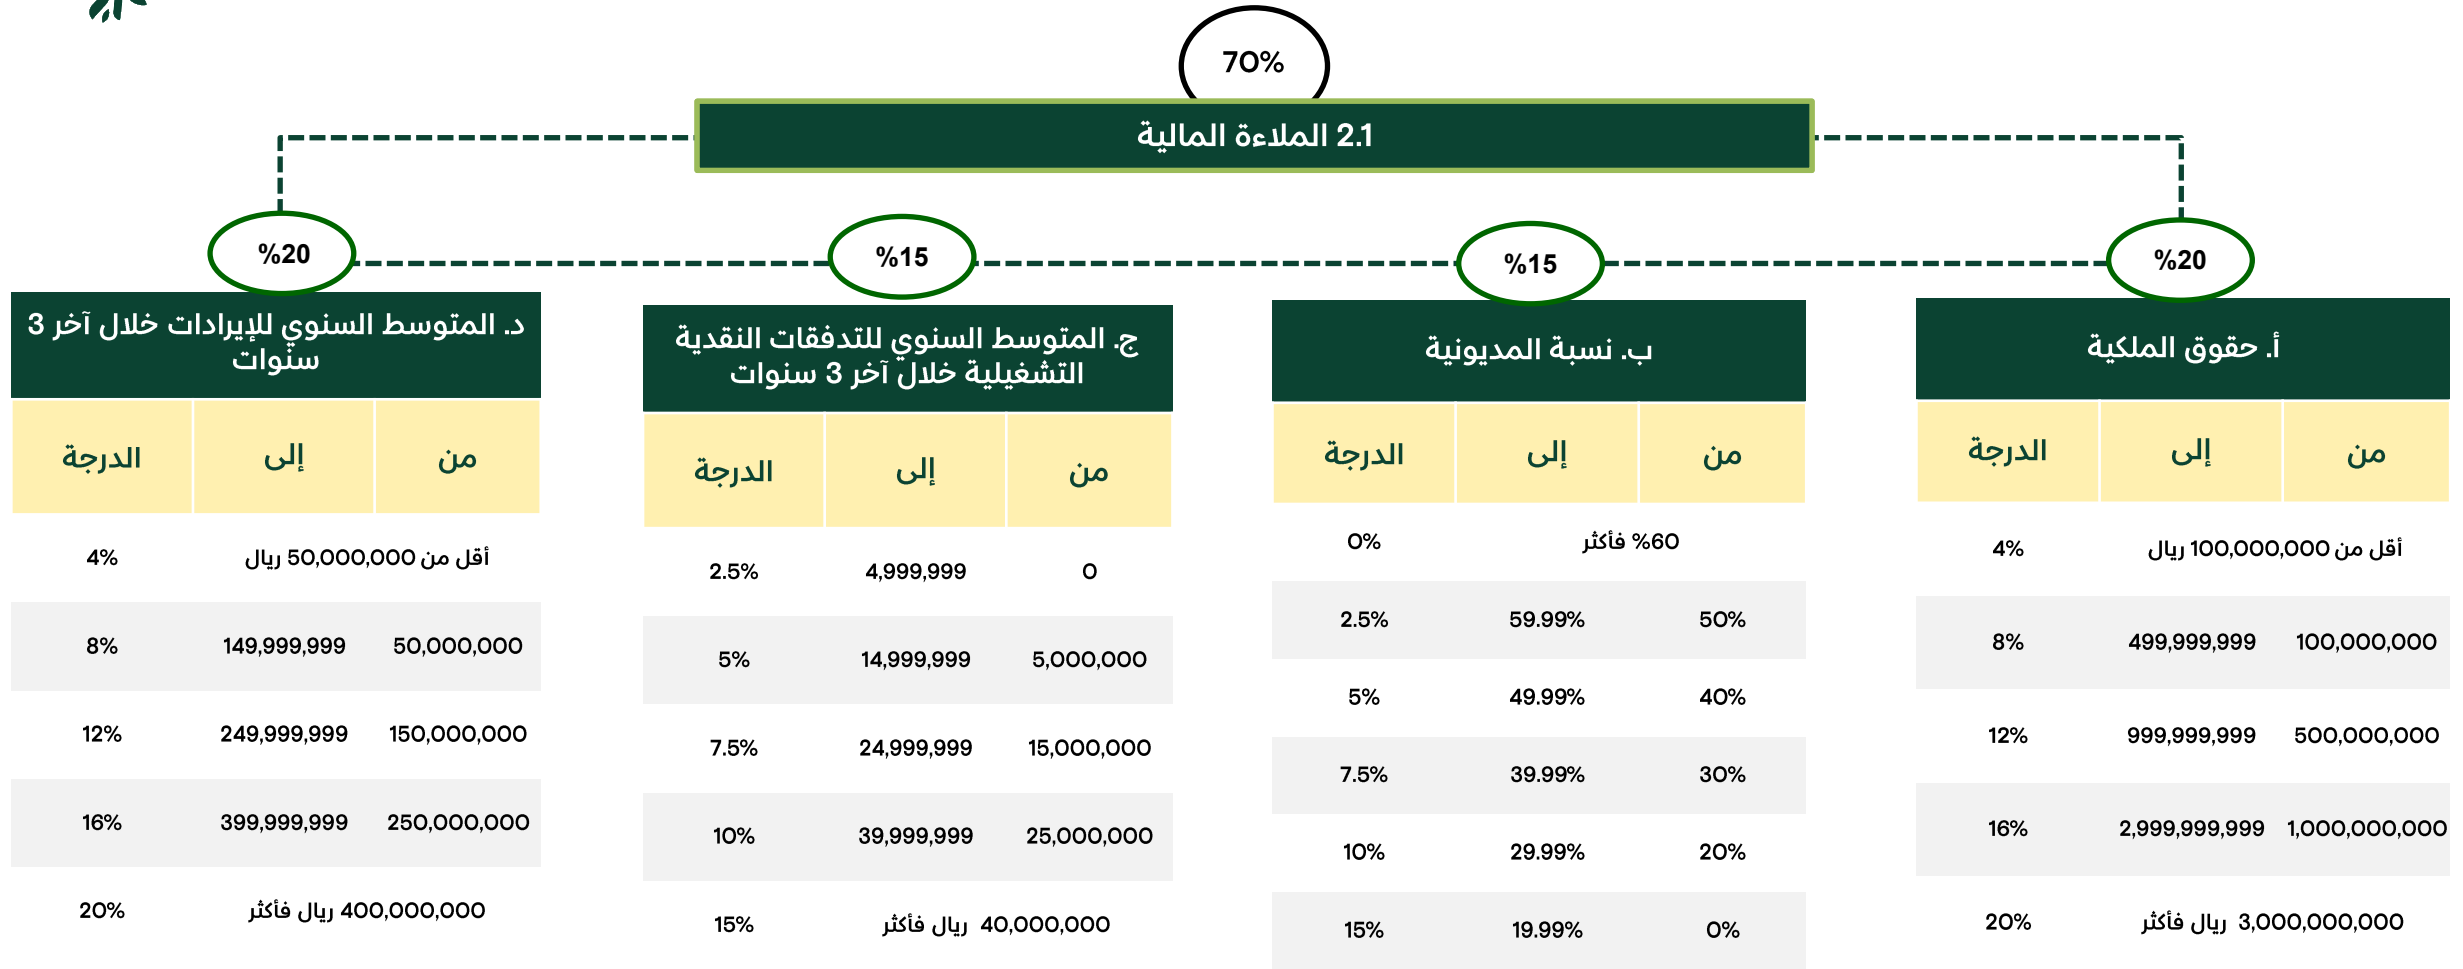 70%
2.1 الملاءة المالية
%20
%15
%15
%20
أ. حقوق الملكية
من إلى الدرجة
أقل من 100,000,000 ريال 4%
100,000,000 499,999,999 8%
500,000,000 999,999,999 12%
1,000,000,000 2,999,999,999 16%
3,000,000,000 ريال فأكثر 20%
ب. نسبة المديونية
من إلى الدرجة
%60 فأكثر 0%
50% 59.99% 2.5%
40% 49.99% 5%
30% 39.99% 7.5%
20% 29.99% 10%
0% 19.99% 15%
ج. المتوسط السنوي للتدفقات النقدية
التشغيلية خلال آخر 3 سنوات
من إلى الدرجة
0 4,999,999 2.5%
5,000,000 14,999,999 5%
15,000,000 24,999,999 7.5%
25,000,000 39,999,999 10%
40,000,000 ريال فأكثر 15%
د. المتوسط السنوي للإيرادات خلال آخر 3
سنوات
من إلى الدرجة
أقل من 50,000,000 ريال 4%
50,000,000 149,999,999 8%
150,000,000 249,999,999 12%
250,000,000 399,999,999 16%
400,000,000 ريال فأكثر 20%